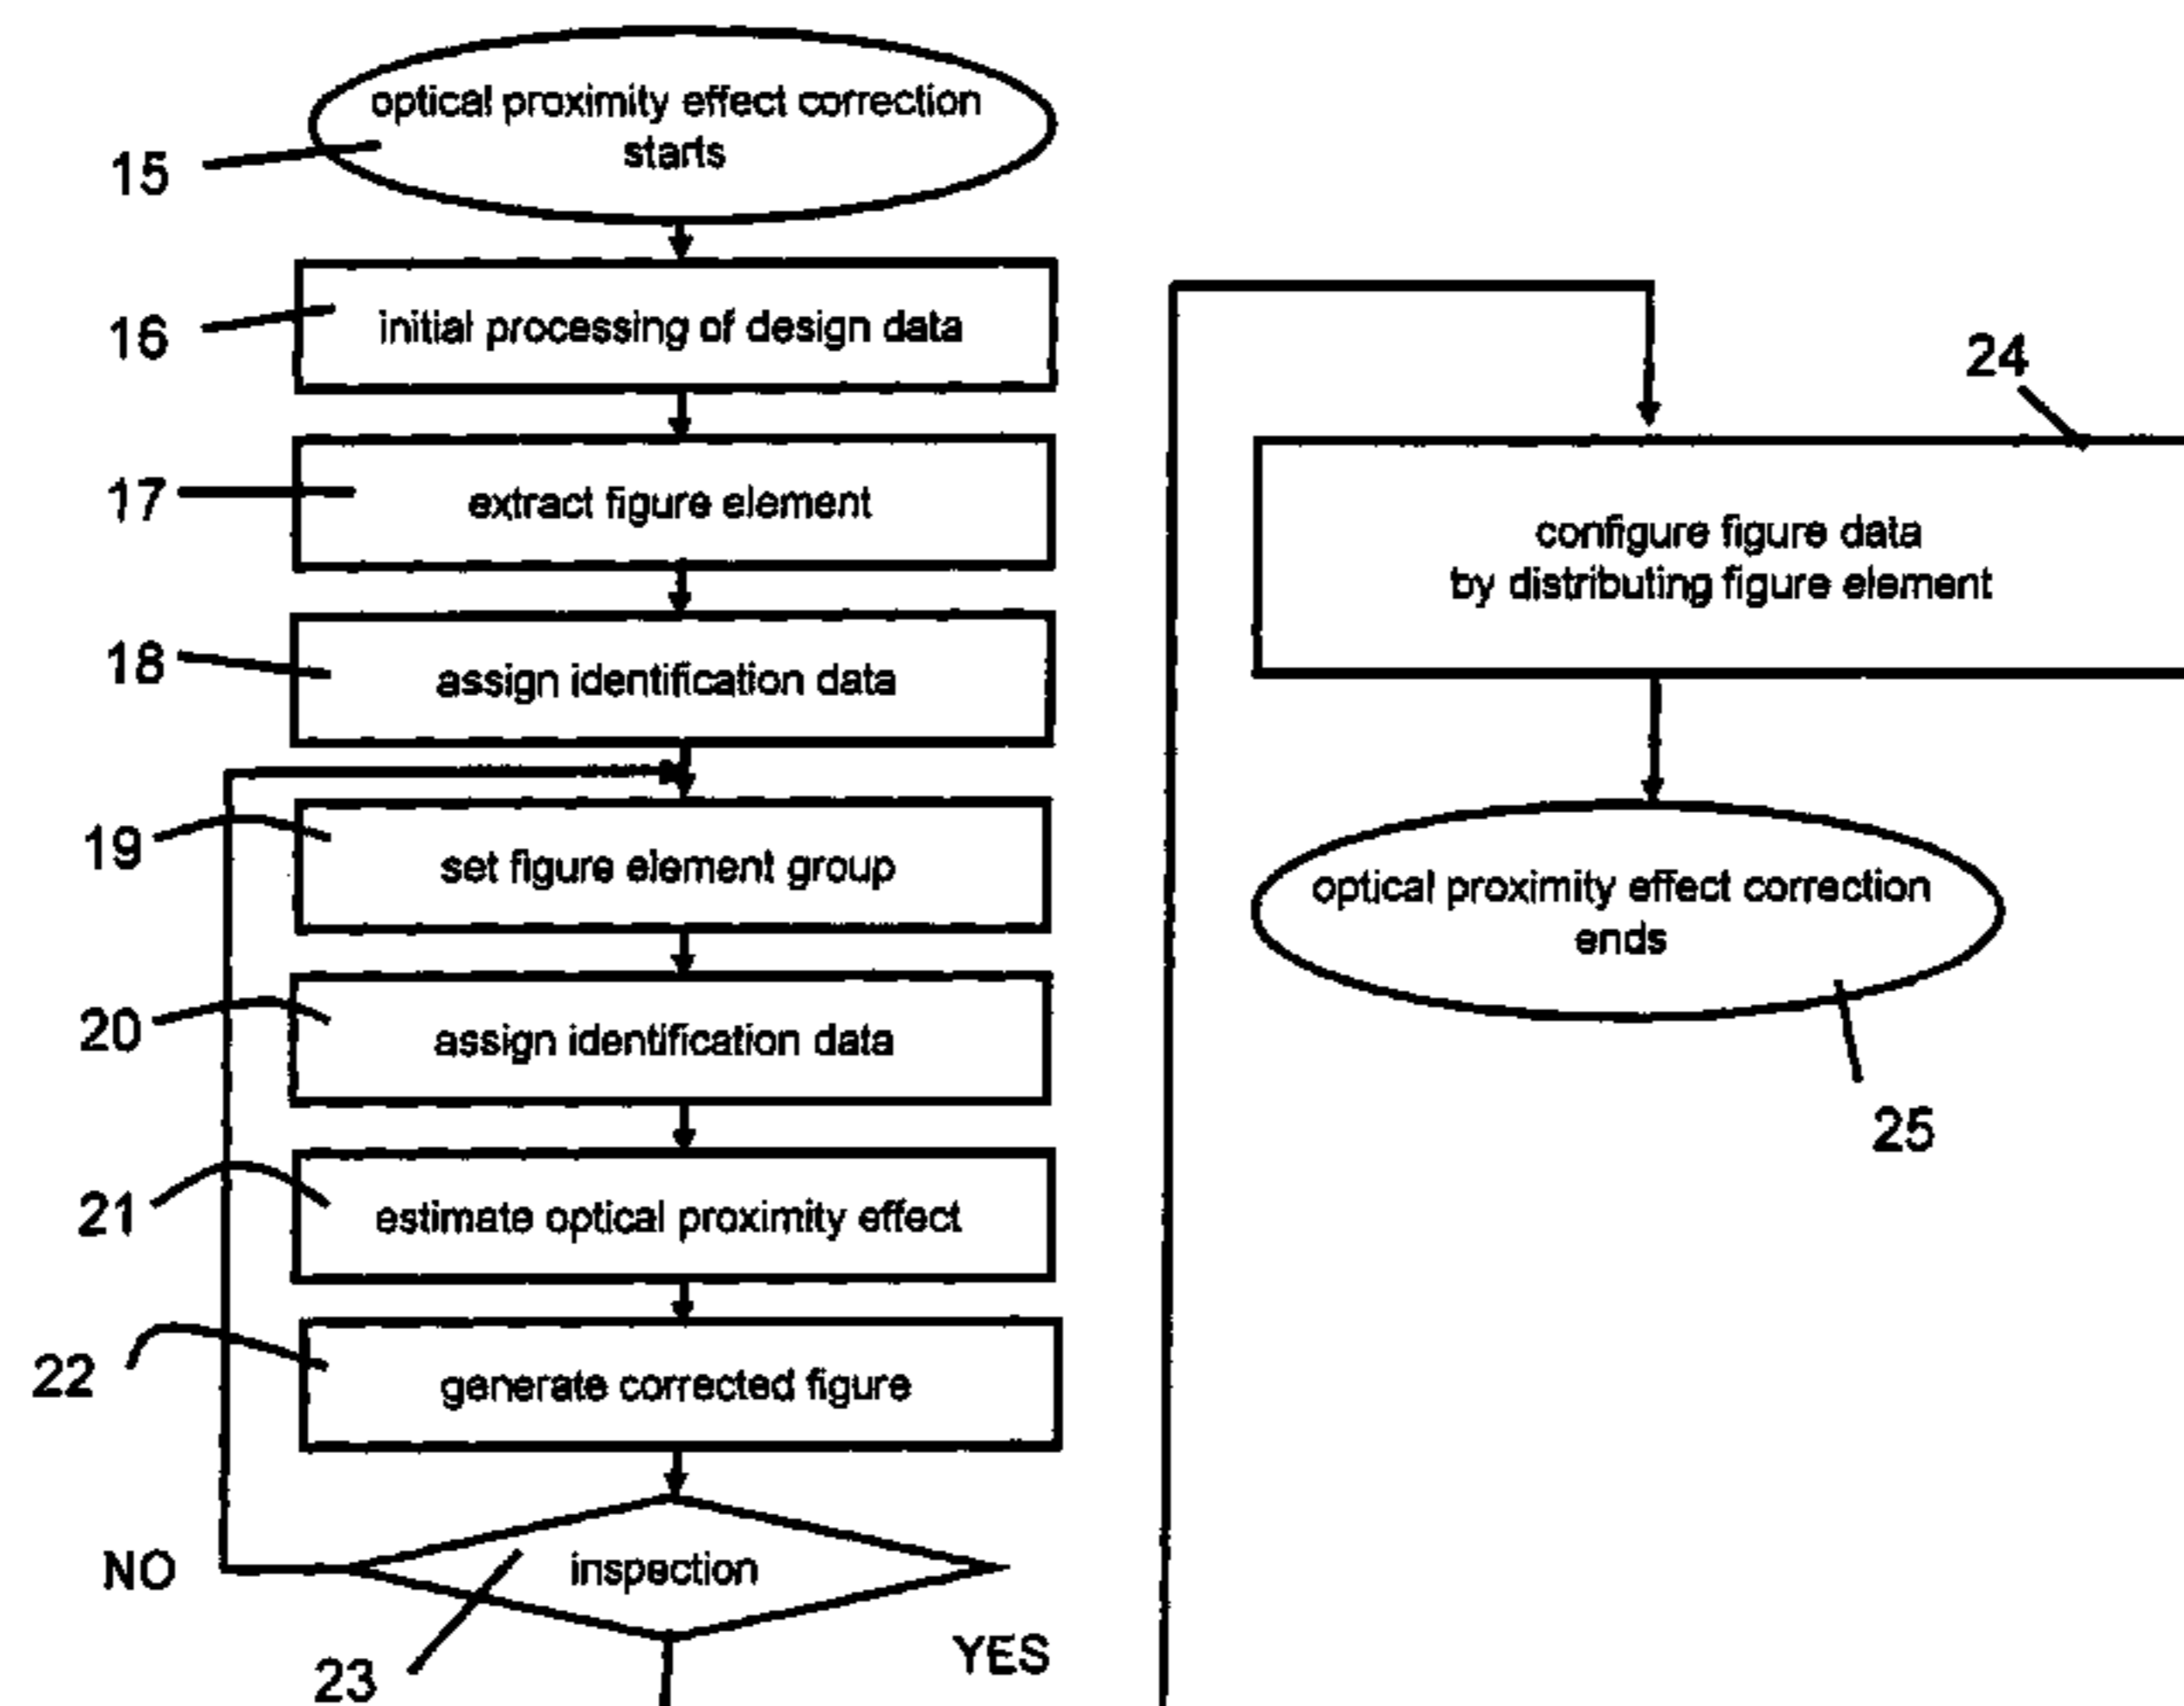 optical proximity effect correction
starts
15
initial processing of design data
16
extract figure element
17
assign identification data
18
set figure element group
19
assign identification data
20
estimate optical proximity effect
21
generate corrected figure
22
inspection
NO
YES
23
24
configure figure data
by distributing figure element
optical proximity effect correction
ends
25